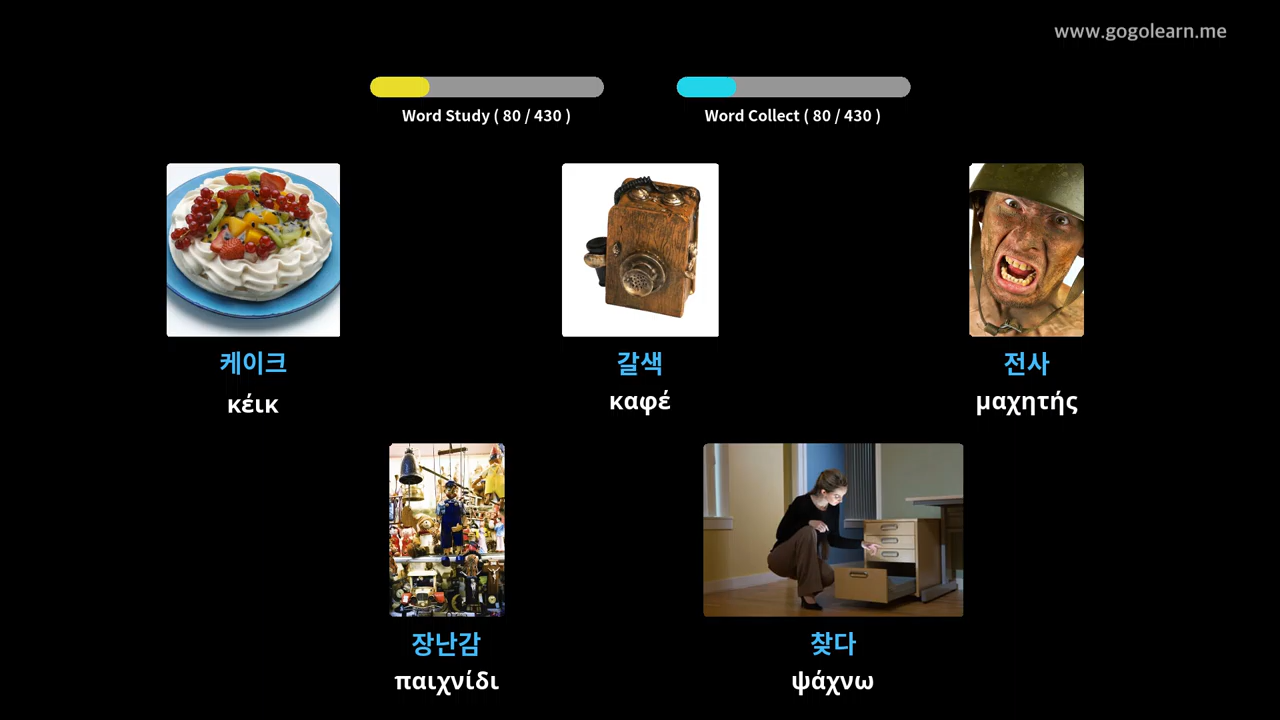 www.gogolearn.me
Word Study ( 80 / 430 )
Word Collect ( 80 / 430 )
케이크
κέικ
갈색
καφέ
전사
μαχητής
장난감
παιχνίδι
찾다
ψάχνω